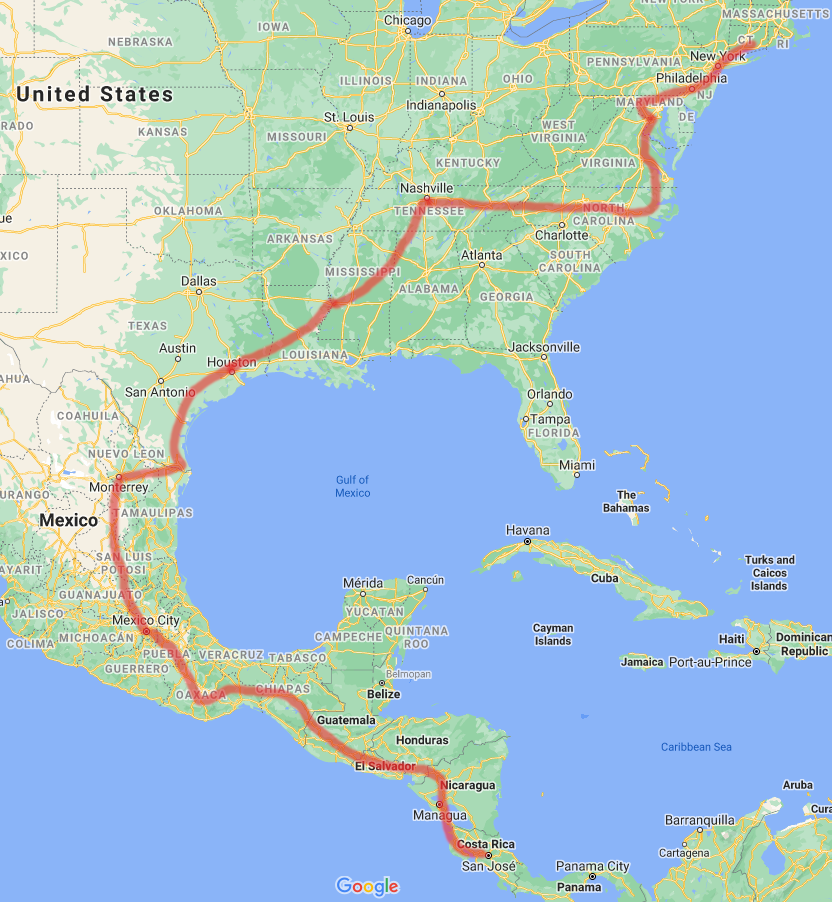 NEW YORK
MASSACHUSETTS
Chicago
IOWA
NEBRASKA
CT
RI
New York
PENNSYLVANIA
ILLINOIS
INDIANA
OHIO
Philadelphia
United States
NJ
MARYLAND
Indianapolis
DE
St. Louis
RADO
KANSAS
MISSOURI
WEST
VIRGINIA
KENTUCKY
VIRGINIA
Nashville
TENNESSEE
OKLAHOMA
NORTH
CAROLINA
ue
Charlotte
ARKANSAS
XICO
Atlanta
SOUTH
CAROLINA
MISSISSIPPI
Dallas
ALABAMA
GEORGIA
TEXAS
Austin
Jacksonville
LOUISIANA
Houston
AHUA
San Antonio
Orlando
COAHUILA
Tampa
FLORIDA
NUEVO LEON
Miami
Monterrey
Gulf of
Mexico
URANGO
The
Bahamas
Mexico
TAMAULIPAS
Havana
SAN LUIS
POTOSI
Turks and
Caicos
Islands
AYARIT
Mérida
Cancún
Cuba
GUANAJUATO
a
JALISCO
YUCATAN
Mexico City
COLIMA
MICHOACÁN
CAMPECHE
QUINTANA
ROO
Cayman
Islands
Haiti
Dominican
Republic
PUEBLA
VERACRUZ
TABASCO
Jamaica
Port-au-Prince
GUERRERO
Belmopan
Belize
OAXACA
CHIAPAS
Guatemala
Honduras
Caribbean Sea
El Salvador
Nicaragua
Aruba
Managua
Cura
Barranquilla
Costa Rica
San José
Cartagena
Panama City
Panama
Google